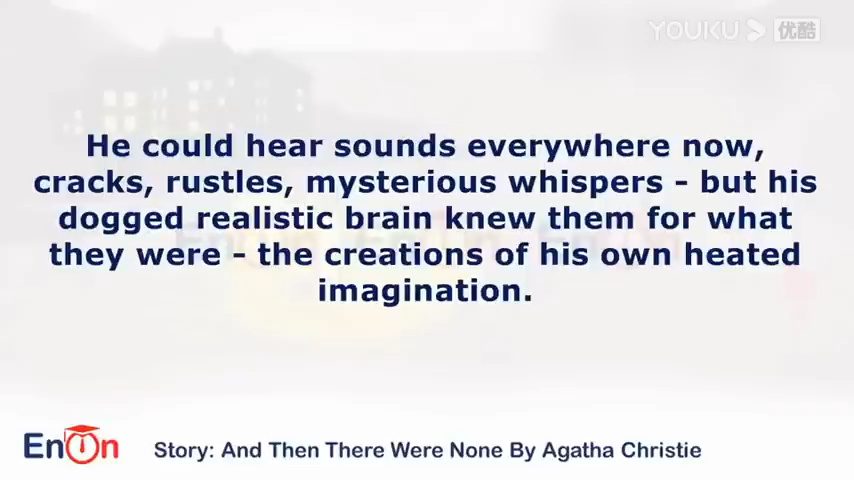 YOUKU 优酷
He could hear sounds everywhere now,
cracks, rustles, mysterious whispers - but his
dogged realistic brain knew them for what
they were - the creations of his own heated
imagination.
EnOn
Story: And Then There Were None By Agatha Christie